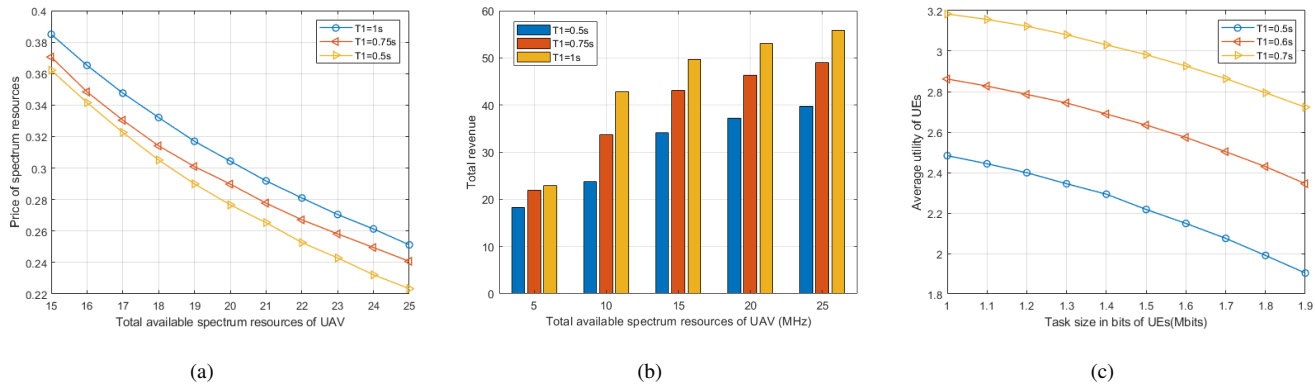 0.4
0.38
0.36
0.34
0.32
0.3
0.28
0.26
0.24
0.22
Price of spectrum resources
T1=1s
T1=0.75s
T1=0.5s
15 16 17 18 19 20 21 22 23 24 25
Total available spectrum resources of UAV
(a)
60
50
40
30
20
10
0
Total revenue
T1=0.5s
T1=0.75s
T1=1s
5 10 15 20 25
Total available spectrum resources of UAV (MHz)
(b)
3.2
3
2.8
2.6
2.4
2.2
2
1.8
Average utility of UEs
T1=0.5s
T1=0.6s
T1=0.7s
1 1.1 1.2 1.3 1.4 1.5 1.6 1.7 1.8 1.9
Task size in bits of UEs(Mbits)
(c)